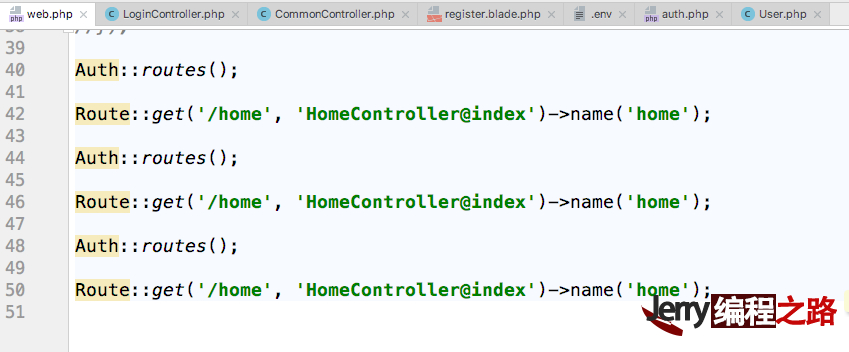 web.php LoginController.php CommonController.php register.blade.php .env auth.php User.php
39
40 Auth::routes();
41
42 Route::get('/home', 'HomeController@index')->name('home');
43
44 Auth::routes();
45
46 Route::get('/home', 'HomeController@index')->name('home');
47
48 Auth::routes();
49
50 Route::get('/home', 'HomeController@index')->name('home');
51
Jerry编程之路